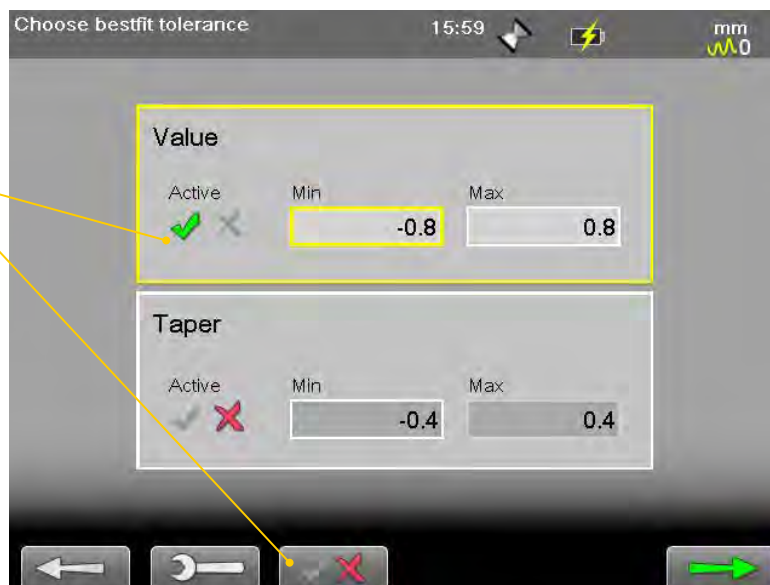 Choose bestfit tolerance 15:59 mm
0
Value
Active Min Max
-0.8 0.8
Taper
Active Min Max
-0.4 0.4